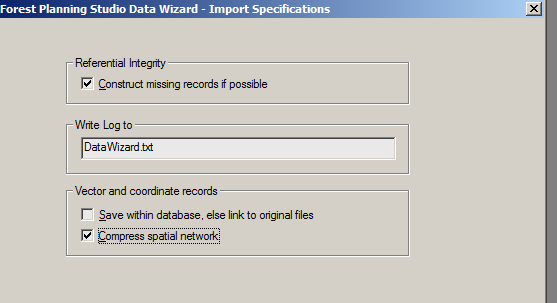 Forest Planning Studio Data Wizard - Import Specifications
Referential Integrity
Construct missing records if possible
Write Log to
DataWizard.txt
Vector and coordinate records
Save within database, else link to original files
Compress spatial network